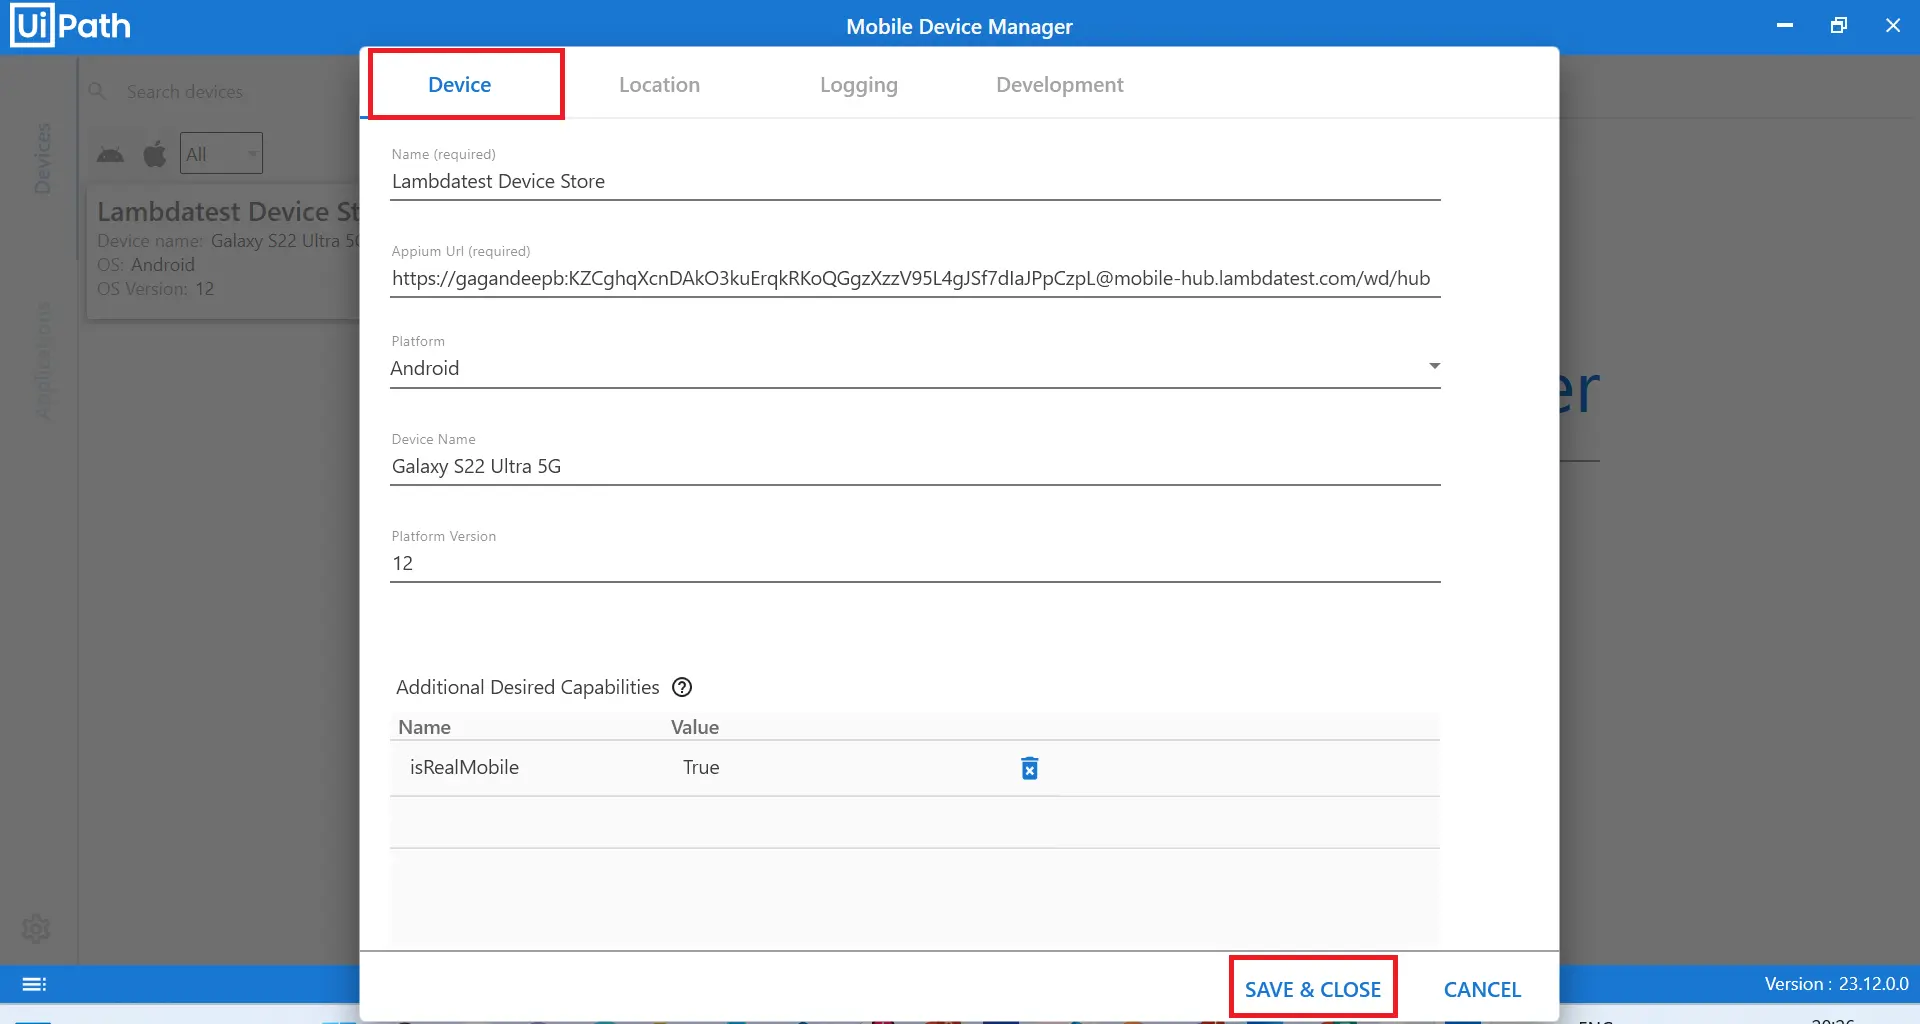 UiPath
Mobile Device Manager
Device
Location
Logging
Development
Search devices
Devices
All
Lambdatest Device St
Device name: Galaxy S22 Ultra 5G
OS: Android
OS Version: 12
Applications
Name (required)
Lambdatest Device Store
Appium Url (required)
https://gagandeepb:KZCghqXcnDAkO3kuErqkRKoQGgzXzzV95L4gJSf7dIaJPpCzpL@mobile-hub.lambdatest.com/wd/hub
Platform
Android
er
Device Name
Galaxy S22 Ultra 5G
Platform Version
12
Additional Desired Capabilities ?
Name
Value
isRealMobile
True
SAVE & CLOSE
CANCEL
Version : 23.12.0.0